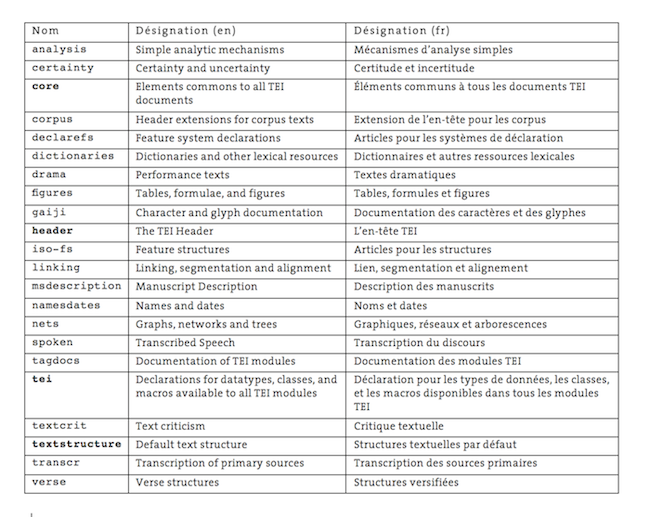 Nom Désignation (en) Désignation (fr)
analysis Simple analytic mechanisms Mécanismes d'analyse simples
certainty Certainty and uncertainty Certitude et incertitude
core Elements commons to all TEI Éléments communs à tous les documents TEI
documents
corpus Header extensions for corpus texts Extension de l'en-tête pour les corpus
declarefs Feature system declarations Articles pour les systèmes de déclaration
dictionaries Dictionaries and other lexical resources Dictionnaires et autres ressources lexicales
drama Performance texts Textes dramatiques
figures Tables, formulae, and figures Tables, formules et figures
gaiji Character and glyph documentation Documentation des caractères et des glyphes
header The TEI Header L'en-tête TEI
iso-fs Feature structures Articles pour les structures
linking Linking, segmentation and alignment Lien, segmentation et alignement
msdescription Manuscript Description Description des manuscrits
namesdates Names and dates Noms et dates
nets Graphs, networks and trees Graphiques, réseaux et arborescences
spoken Transcribed Speech Transcription du discours
tagdocs Documentation of TEI modules Documentation des modules TEI
tei Declarations for datatypes, classes, and Déclaration pour les types de données, les classes,
macros available to all TEI modules et les macros disponibles dans tous les modules
TEI
textcrit Text criticism Critique textuelle
textstructure Default text structure Structures textuelles par défaut
transcr Transcription of primary sources Transcription des sources primaires
verse Verse structures Structures versifiées